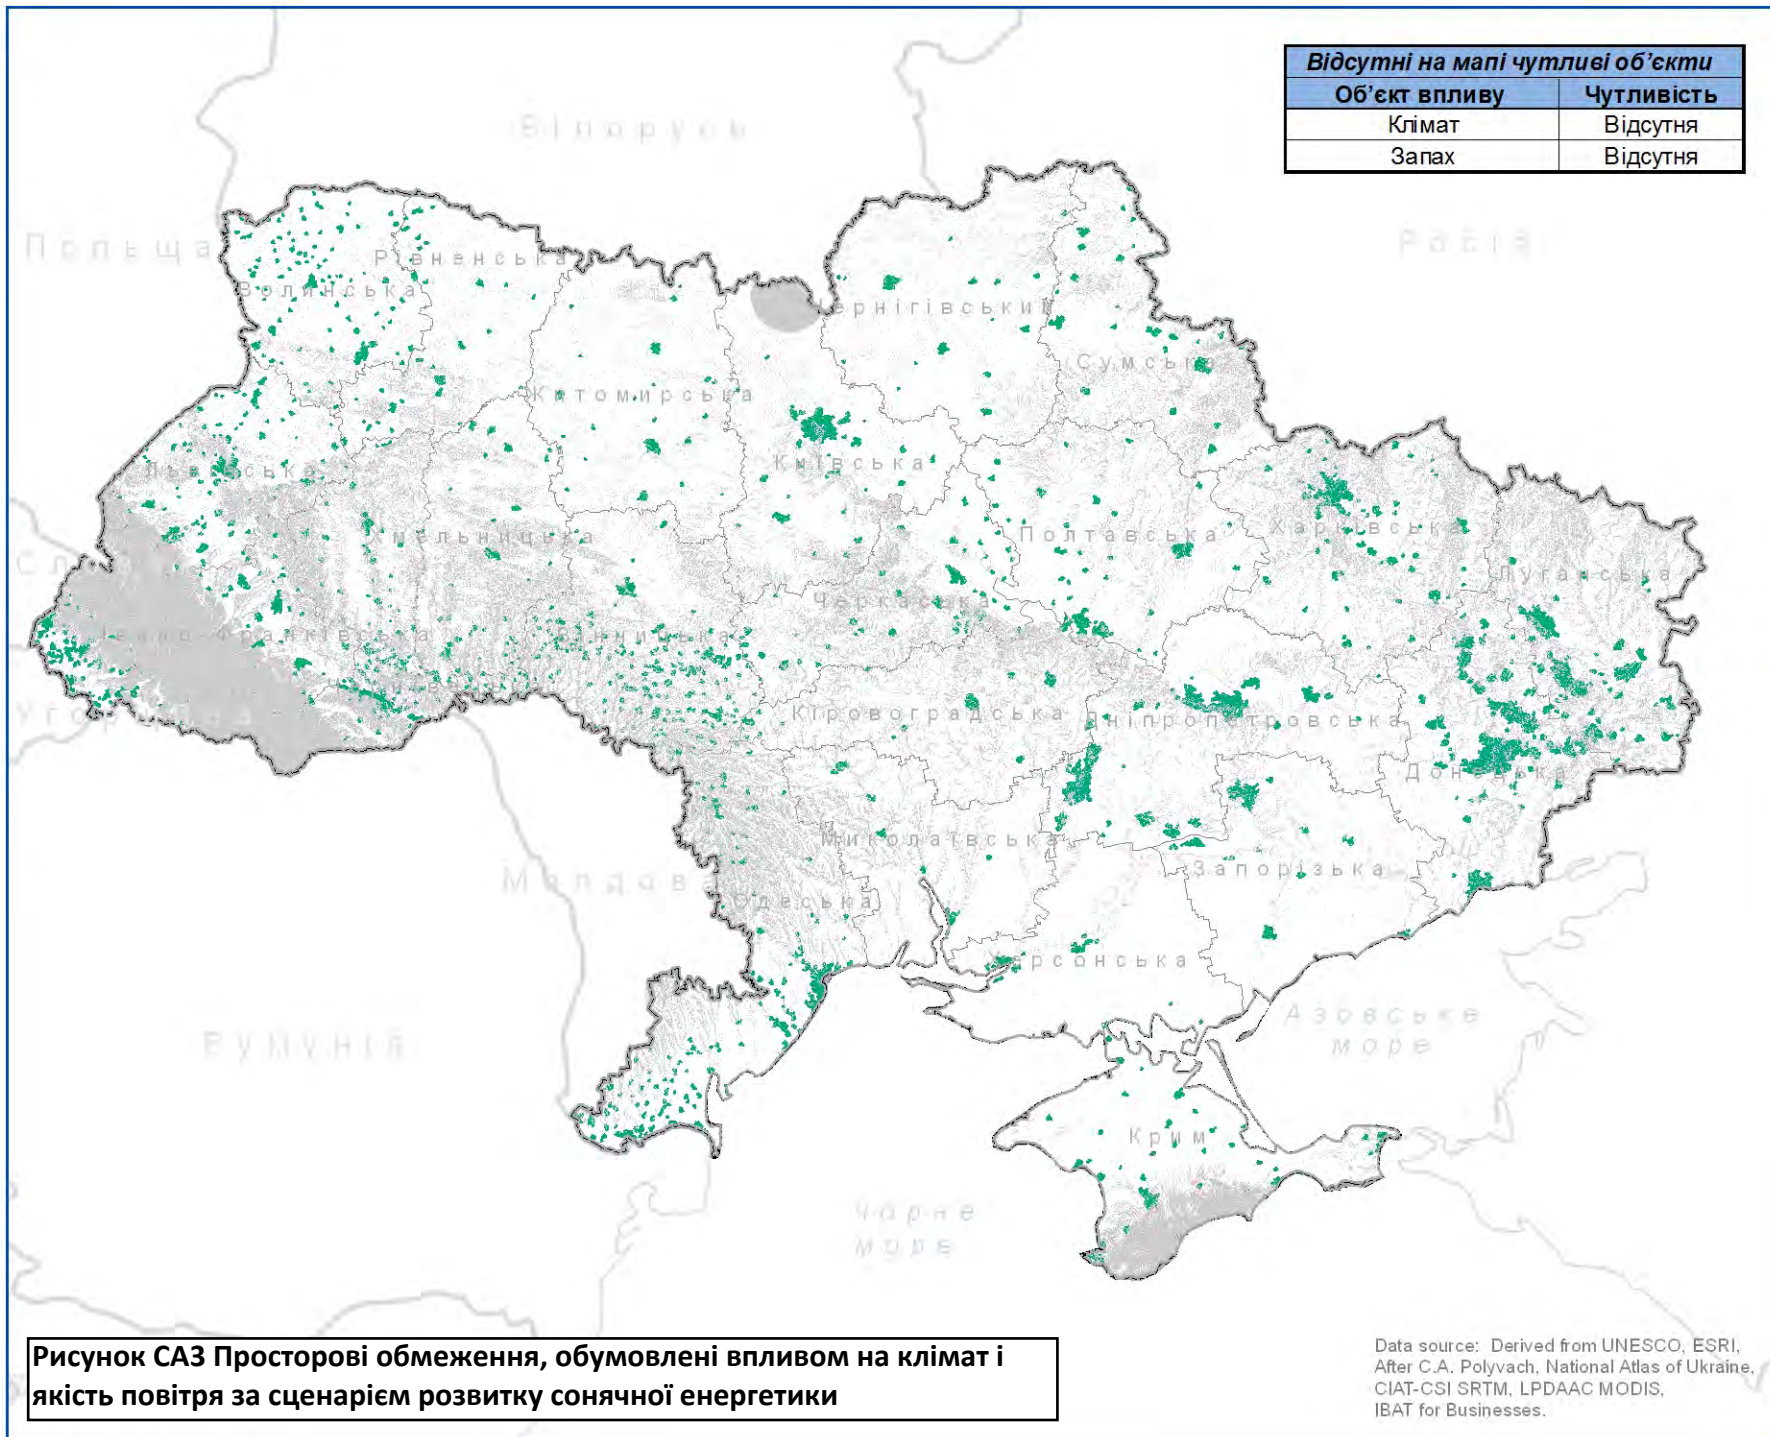 Відсутні на мапі чутливі об'єкти
Об'єкт впливу Чутливість
Клімат Відсутня
Запах Відсутня
Білорусь
Польща
Росія
Рівненська
Волинська
Чернігівський
Сумська
Житомирська
Київська
Львівська
Хмельницька
Полтавська
Харківська
Луганська
Черкаська
Івано-Франківська
Вінницька
Кіровоградська
Дніпропетровська
Донецька
Миколаївська
Запорізька
Молдова
Одеська
Херсонська
Азовське
море
Румунія
Крим
Чорне
море
Рисунок СА3 Просторові обмеження, обумовлені впливом на клімат і
якість повітря за сценарієм розвитку сонячної енергетики
Data source: Derived from UNESCO, ESRI,
After C.A. Polyvach, National Atlas of Ukraine,
CIAT-CSI SRTM, LPDAAC MODIS,
IBAT for Businesses.